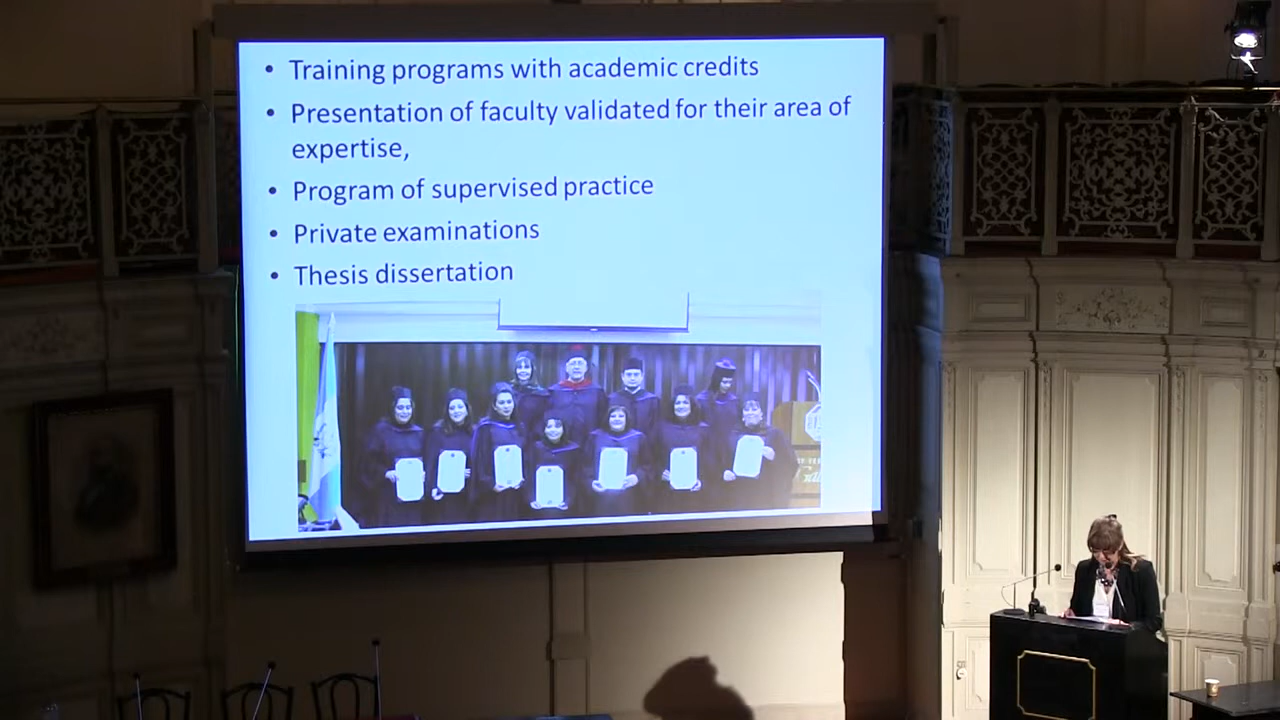 • Training programs with academic credits
• Presentation of faculty validated for their area of
expertise,
• Program of supervised practice
• Private examinations
• Thesis dissertation